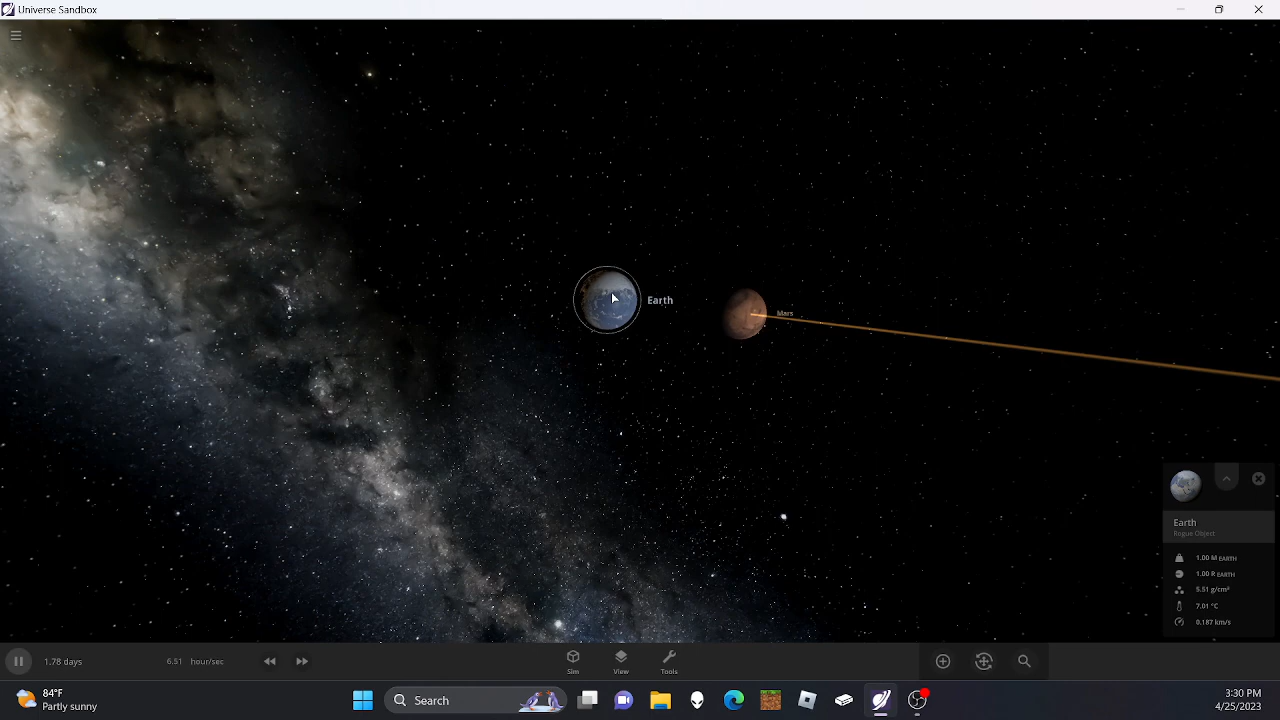 Universe Sandbox
Earth
Mars
Earth
Rogue Object
1.00 M EARTH
1.00 R EARTH
5.51 g/cm³
7.01 °C
0.187 km/s
1.78 days
6.51 hour/sec
Sim
View
Tools
84°F
Partly sunny
Search
3:30 PM
4/25/2023